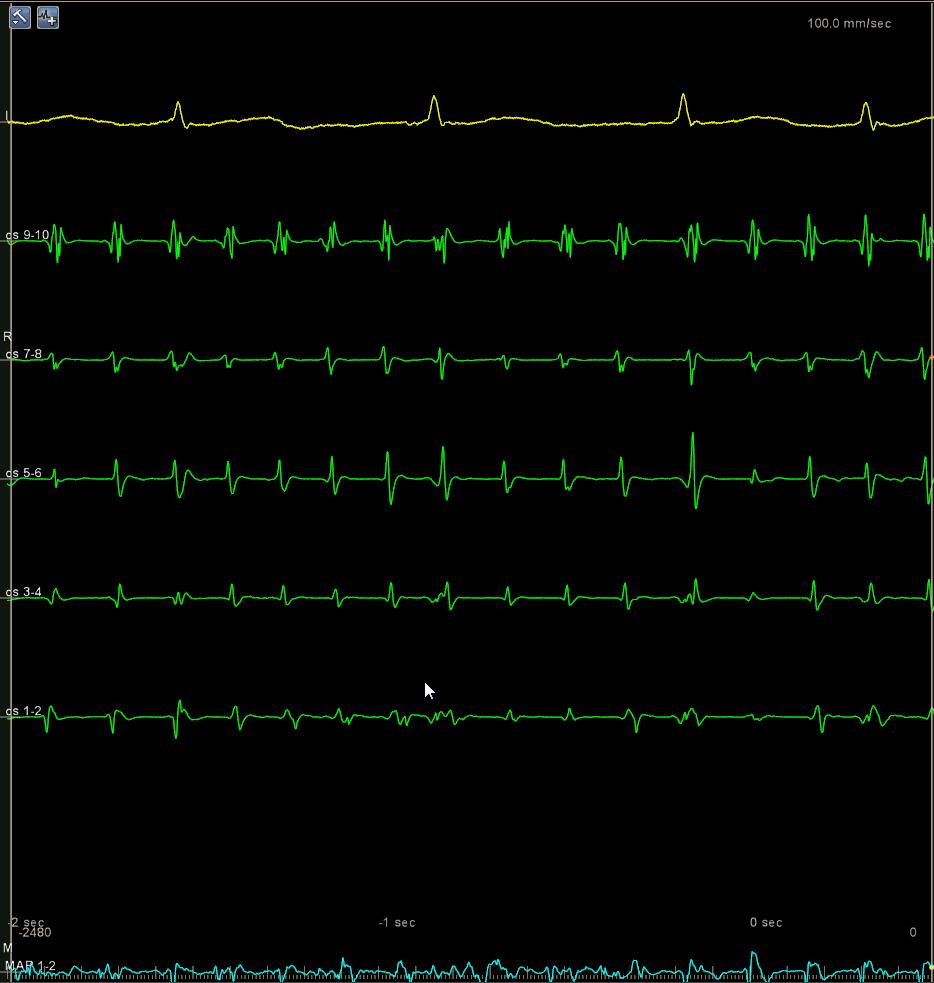 100.0 mm/sec
I
cs 9-10
R
cs 7-8
cs 5-6
cs 3-4
cs 1-2
-2 sec
-1 sec
0 sec
-2480
0
M
MAP 1-2